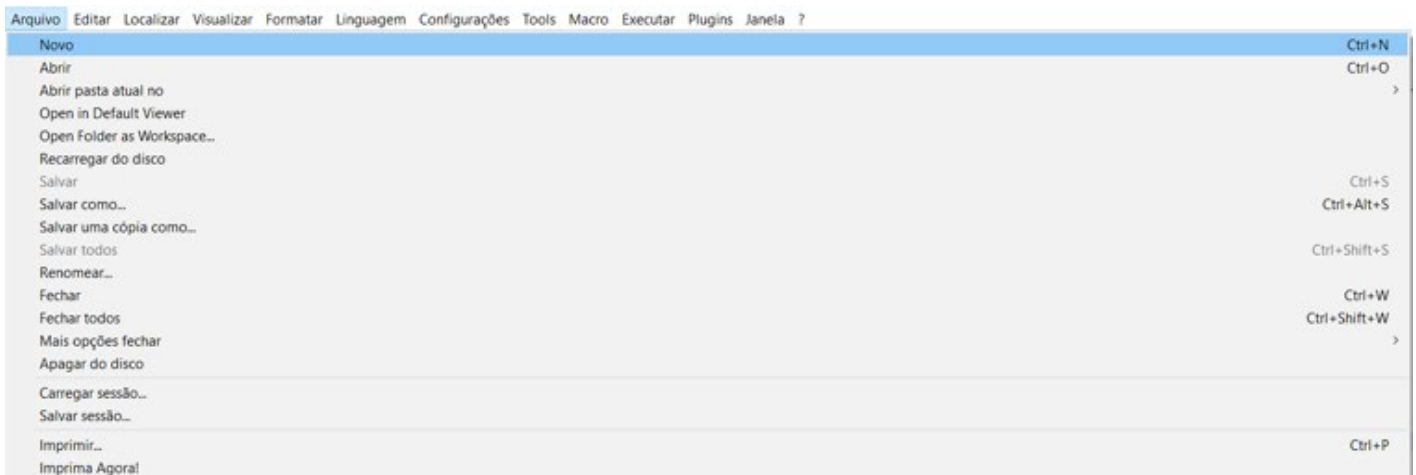 Arquivo Editar Localizar Visualizar Formatar Linguagem Configurações Tools Macro Executar Plugins Janela ?
Novo Ctrl+N
Abrir Ctrl+O
Abrir pasta atual no >
Open in Default Viewer
Open Folder as Workspace...
Recarregar do disco
Salvar Ctrl+S
Salvar como... Ctrl+Alt+S
Salvar uma cópia como...
Salvar todos Ctrl+Shift+S
Renomear...
Fechar Ctrl+W
Fechar todos Ctrl+Shift+W
Mais opções fechar >
Apagar do disco
Carregar sessão...
Salvar sessão...
Imprimir... Ctrl+P
Imprima Agora!